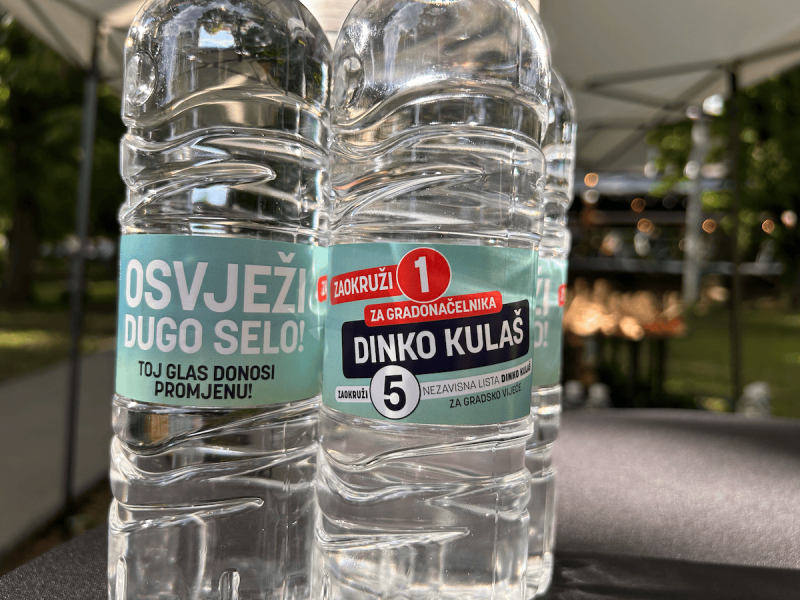 OSVJEŽI
DUGO SELO!
TOJ GLAS DONOSI
PROMJENU!
ZAOKRUŽI 1
ZA GRADONAČELNIKA
DINKO KULAŠ
ZAOKRUŽI 5 NEZAVISNA LISTA DINKO KULAŠ
ZA GRADSKO VIJEĆE